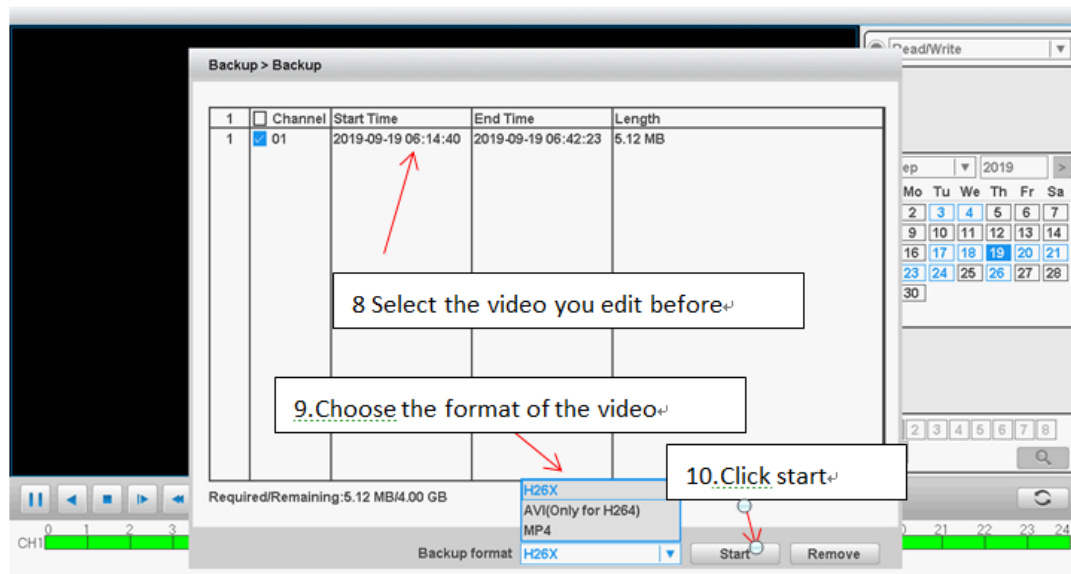 Read/Write
Backup > Backup
1 Channel Start Time End Time Length
1 01 2019-09-19 06:14:40 2019-09-19 06:42:23 5.12 MB
ep 2019 >
Mo Tu We Th Fr Sa
2 3 4 5 6 7
9 10 11 12 13 14
16 17 18 19 20 21
23 24 25 26 27 28
30
8 Select the video you edit before
9.Choose the format of the video
2 3 4 5 6 7 8
10.Click start
Required/Remaining:5.12 MB/4.00 GB
H26X
AVI(Only for H264)
MP4
0 1 2 3 21 22 23 24
CH1
Backup format H26X Start Remove